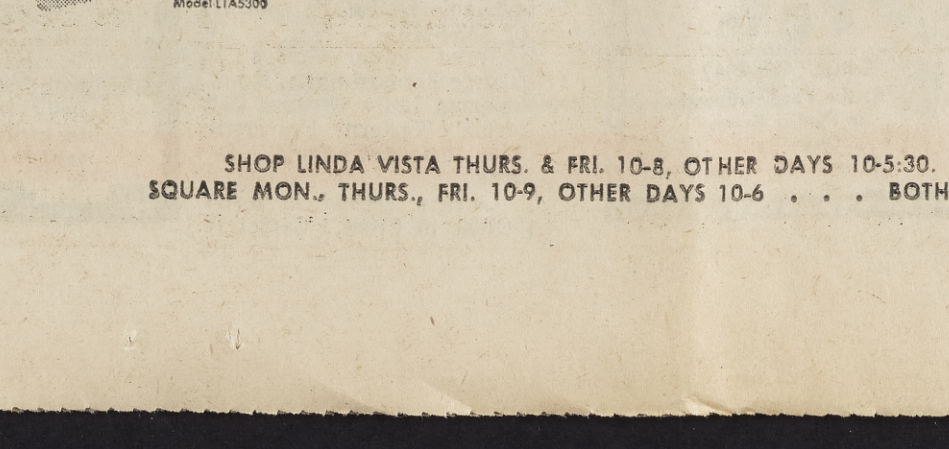 Model LTA5300
SHOP LINDA VISTA THURS. & FRI. 10-8, OTHER DAYS 10-5:30.
SQUARE MON., THURS., FRI. 10-9, OTHER DAYS 10-6 . . . BOTH